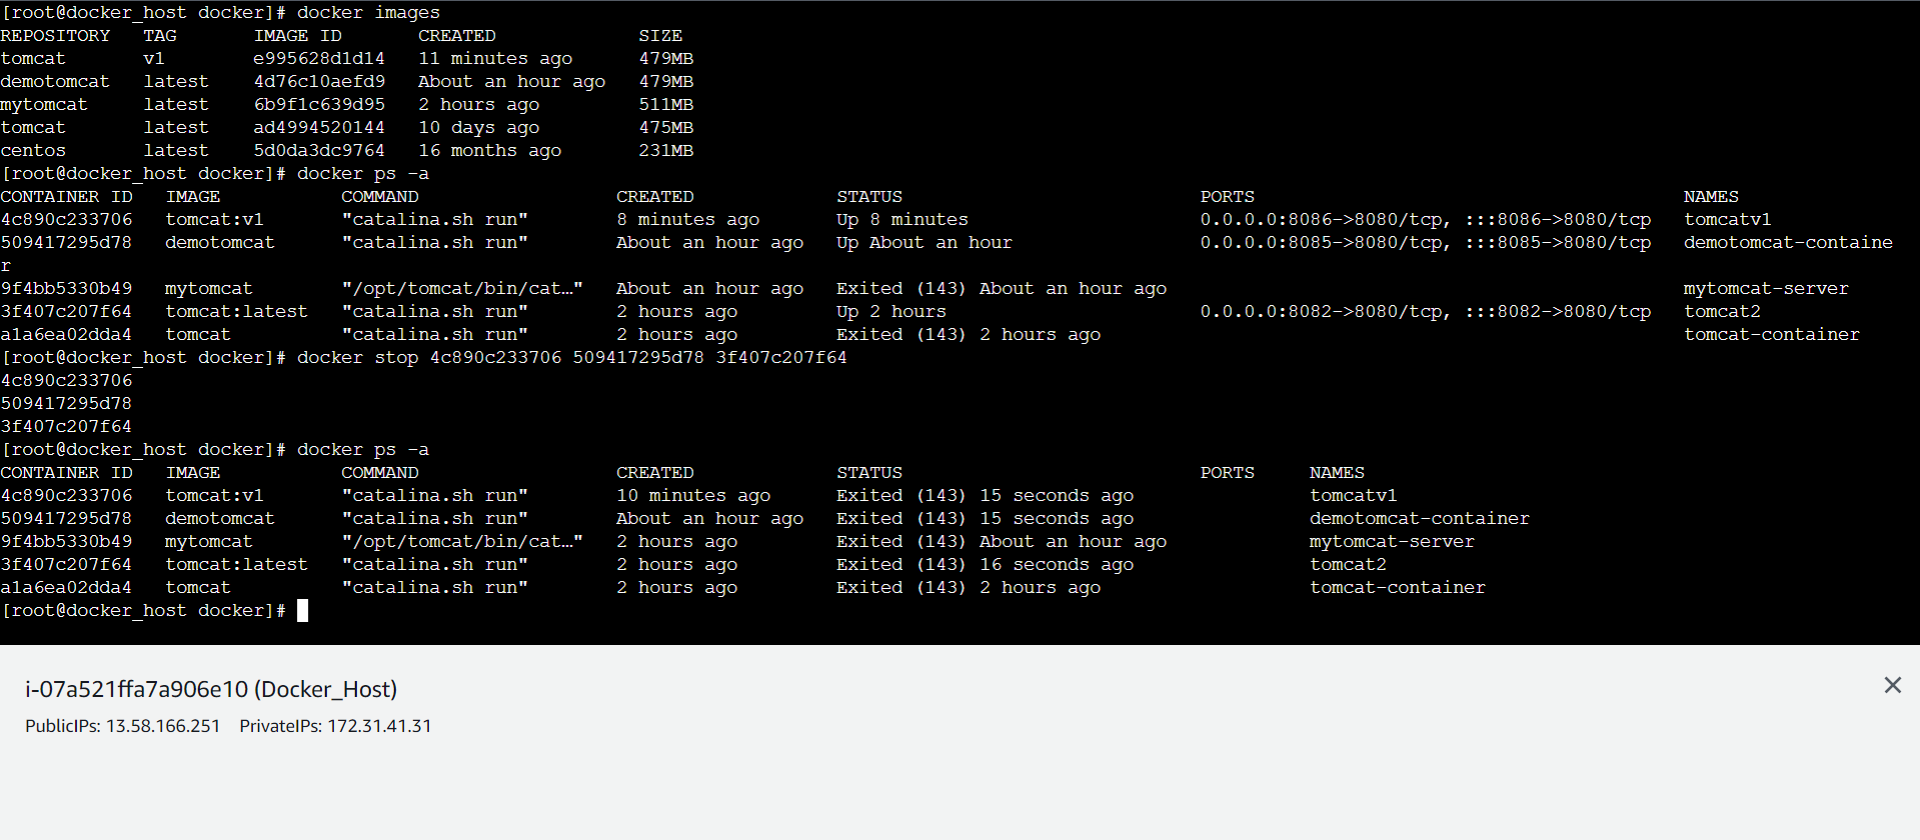 [root@docker_host docker]# docker images
REPOSITORY   TAG       IMAGE ID       CREATED             SIZE
tomcat       v1        e995628d1d14   11 minutes ago      479MB
demotomcat   latest    4d76c10aefd9   About an hour ago   479MB
mytomcat     latest    6b9f1c639d95   2 hours ago         511MB
tomcat       latest    ad4994520144   10 days ago         475MB
centos       latest    5d0da3dc9764   16 months ago       231MB
[root@docker_host docker]# docker ps -a
CONTAINER ID   IMAGE           COMMAND                  CREATED             STATUS                           PORTS                                       NAMES
4c890c233706   tomcat:v1       "catalina.sh run"        8 minutes ago       Up 8 minutes                     0.0.0.0:8086->8080/tcp, :::8086->8080/tcp   tomcatv1
509417295d78   demotomcat      "catalina.sh run"        About an hour ago   Up About an hour                 0.0.0.0:8085->8080/tcp, :::8085->8080/tcp   demotomcat-containe
r
9f4bb5330b49   mytomcat        "/opt/tomcat/bin/cat…"   About an hour ago   Exited (143) About an hour ago                                               mytomcat-server
3f407c207f64   tomcat:latest   "catalina.sh run"        2 hours ago         Up 2 hours                       0.0.0.0:8082->8080/tcp, :::8082->8080/tcp   tomcat2
a1a6ea02dda4   tomcat          "catalina.sh run"        2 hours ago         Exited (143) 2 hours ago                                                     tomcat-container
[root@docker_host docker]# docker stop 4c890c233706 509417295d78 3f407c207f64
4c890c233706
509417295d78
3f407c207f64
[root@docker_host docker]# docker ps -a
CONTAINER ID   IMAGE           COMMAND                  CREATED             STATUS                           PORTS     NAMES
4c890c233706   tomcat:v1       "catalina.sh run"        10 minutes ago      Exited (143) 15 seconds ago                tomcatv1
509417295d78   demotomcat      "catalina.sh run"        About an hour ago   Exited (143) 15 seconds ago                demotomcat-container
9f4bb5330b49   mytomcat        "/opt/tomcat/bin/cat…"   2 hours ago         Exited (143) About an hour ago             mytomcat-server
3f407c207f64   tomcat:latest   "catalina.sh run"        2 hours ago         Exited (143) 16 seconds ago                tomcat2
a1a6ea02dda4   tomcat          "catalina.sh run"        2 hours ago         Exited (143) 2 hours ago                   tomcat-container
[root@docker_host docker]#
i-07a521ffa7a906e10 (Docker_Host)
PublicIPs: 13.58.166.251 PrivateIPs: 172.31.41.31